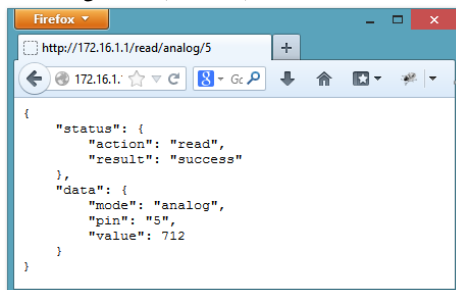 Firefox
http://172.16.1.1/read/analog/5
172.16.1.
8 - Gc
{
"status": {
"action": "read",
"result": "success"
},
"data": {
"mode": "analog",
"pin": "5",
"value": 712
}
}